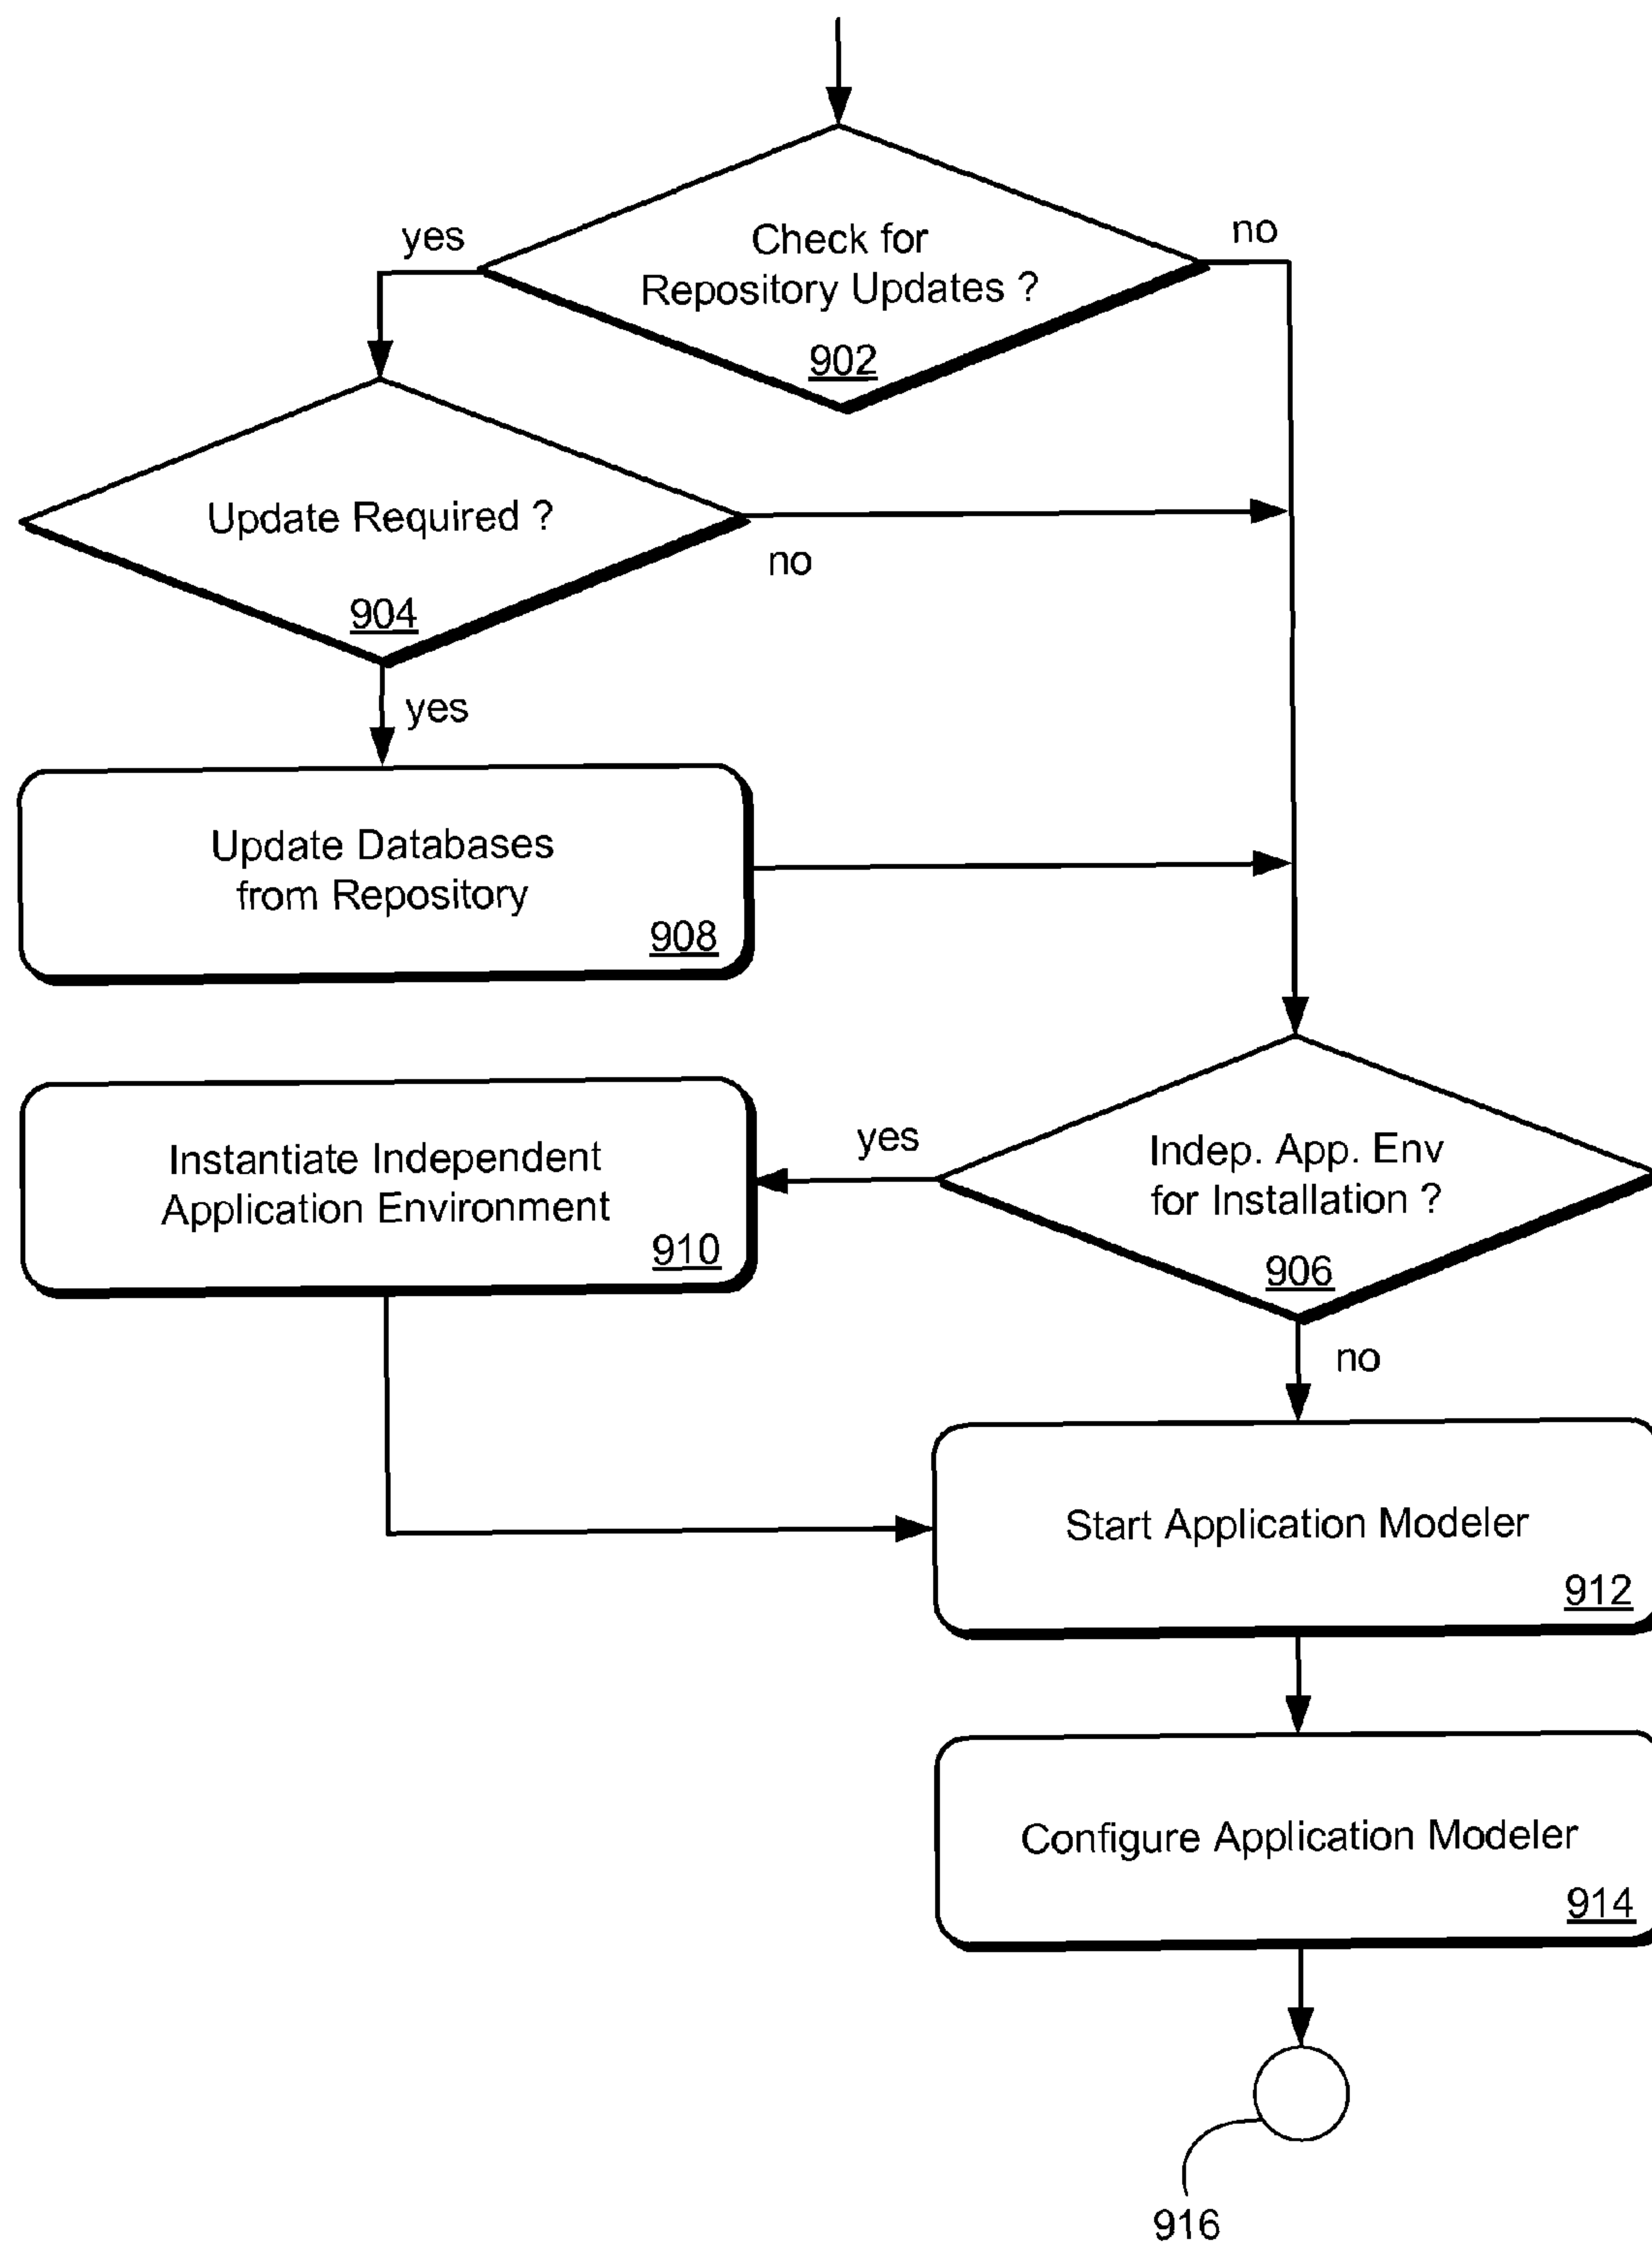 yes
no
Check for
Repository Updates ?
902
Update Required ?
no
904
yes
Update Databases
from Repository
908
Instantiate Independent
Application Environment
910
yes
Indep. App. Env
for Installation ?
906
no
Start Application Modeler
912
Configure Application Modeler
914
916